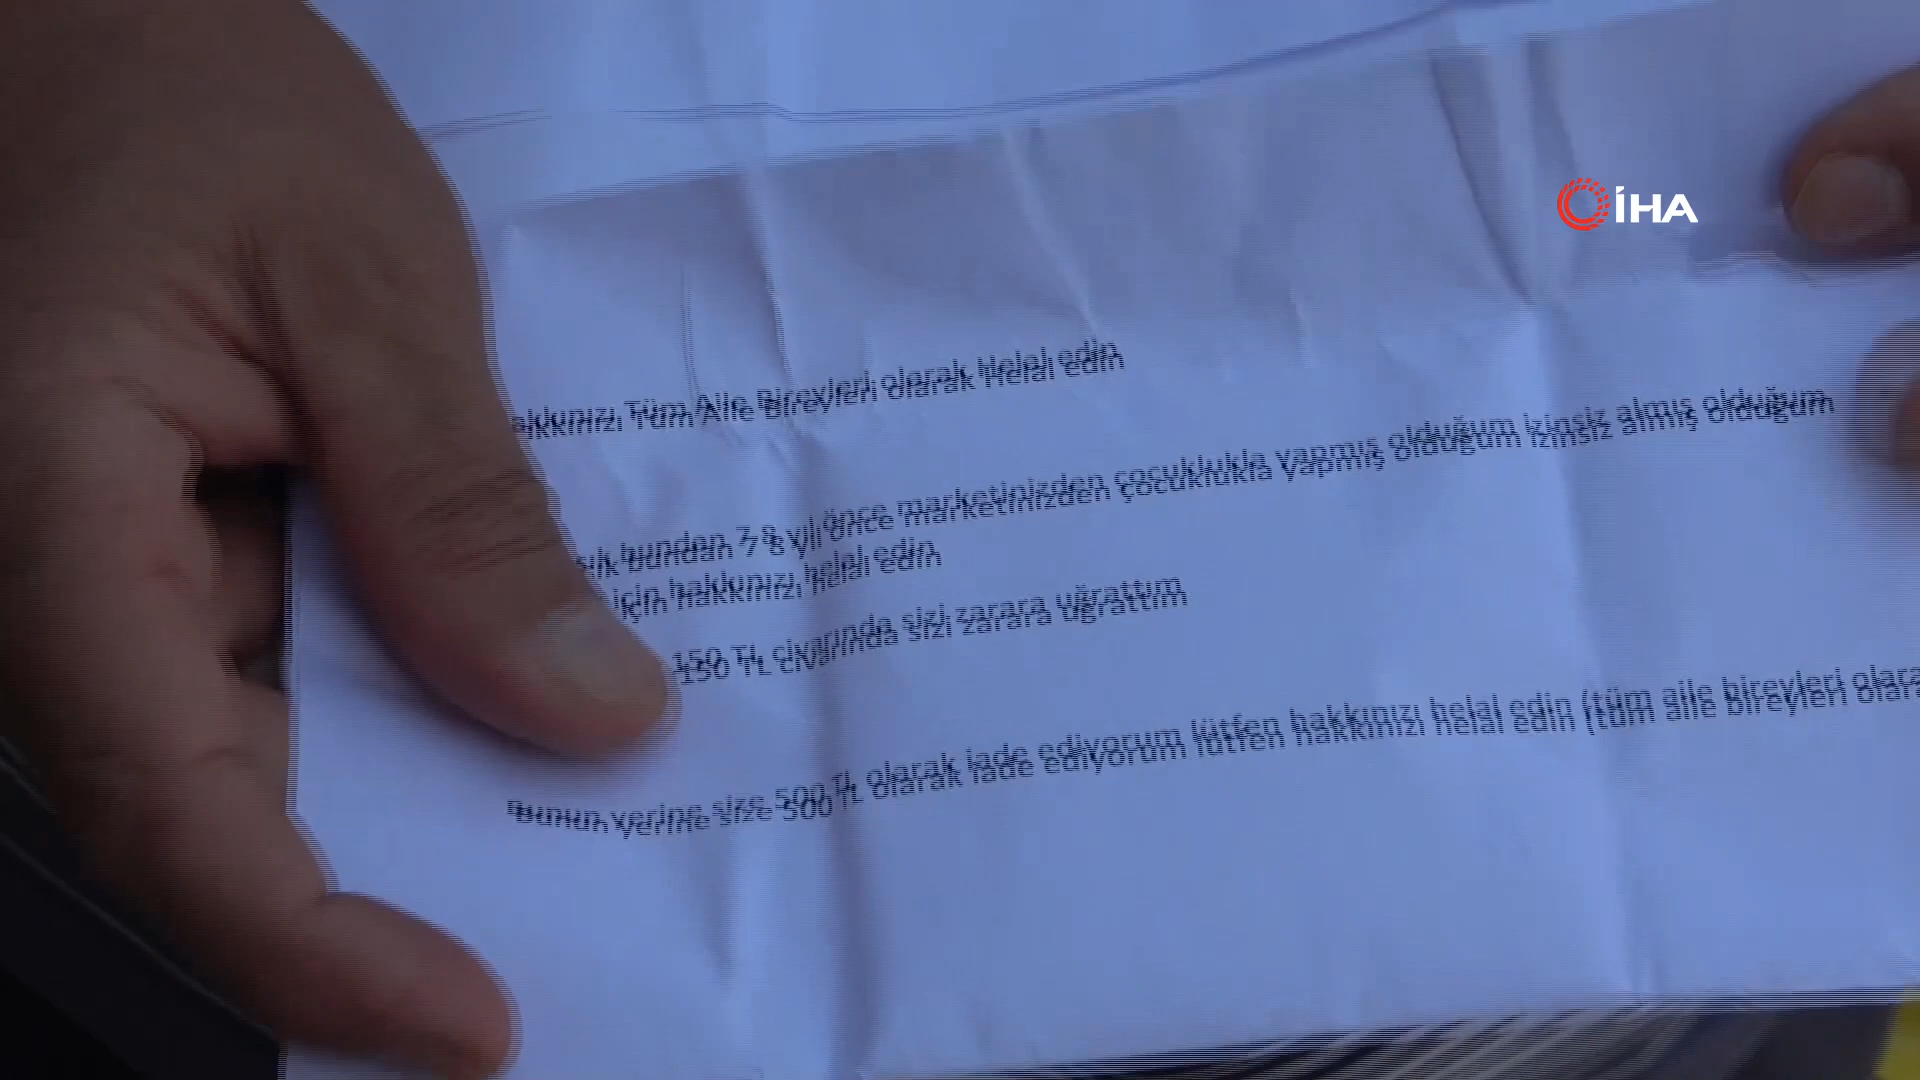 İHA
Hakkınızı Tüm Aile Bireyleri olarak Helal edin
bundan 7-8 yıl önce marketinizden çocuklukla yapmış olduğum izinsiz almış olduğum
için hakkınızı helal edin
150 TL civarında sizi zarara uğrattım
Bunun yerine size 500 TL olarak iade ediyorum lütfen hakkınızı helal edin (tüm aile bireyleri